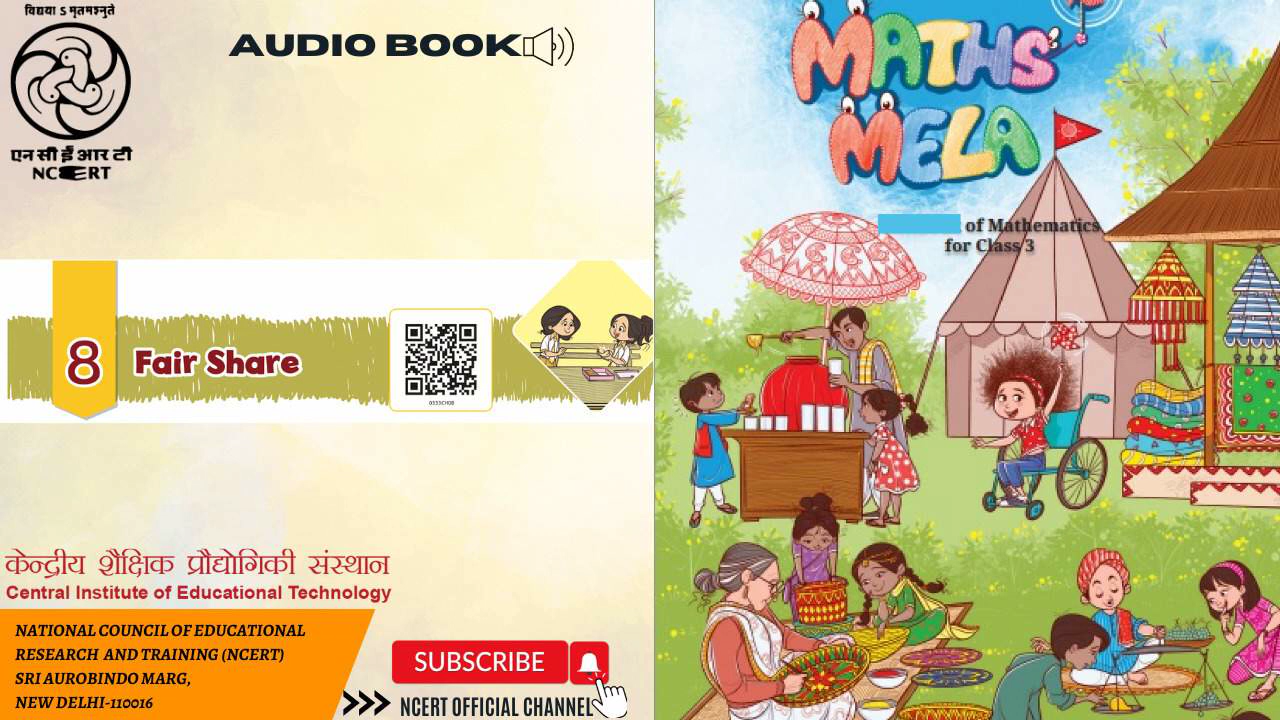 विद्यया ऽ मृतमश्नुते
एन सी ई आर टी
NCERT
AUDIO BOOK
8
Fair Share
0333CH08
केन्द्रीय शैक्षिक प्रौद्योगिकी संस्थान
Central Institute of Educational Technology
NATIONAL COUNCIL OF EDUCATIONAL
RESEARCH AND TRAINING (NCERT)
SRI AUROBINDO MARG,
NEW DELHI-110016
SUBSCRIBE
NCERT OFFICIAL CHANNEL
MATHS
MELA
of Mathematics
for Class 3